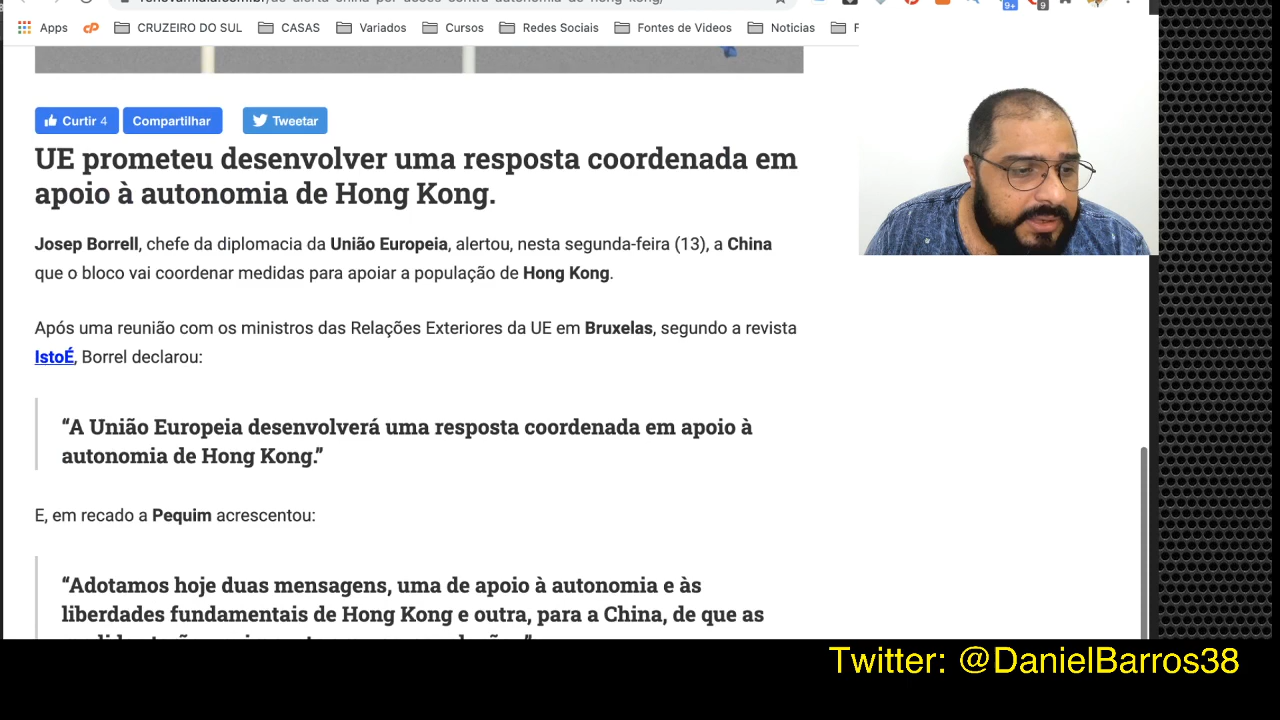 Apps
CRUZEIRO DO SUL
CASAS
Variados
Cursos
Redes Sociais
Fontes de Videos
Noticias
F
9+
9
Curtir 4
Compartilhar
Tweetar
UE prometeu desenvolver uma resposta coordenada em
apoio à autonomia de Hong Kong.
Josep Borrell, chefe da diplomacia da União Europeia, alertou, nesta segunda-feira (13), a China
que o bloco vai coordenar medidas para apoiar a população de Hong Kong.
Após uma reunião com os ministros das Relações Exteriores da UE em Bruxelas, segundo a revista
IstoÉ, Borrel declarou:
“A União Europeia desenvolverá uma resposta coordenada em apoio à
autonomia de Hong Kong.”
E, em recado a Pequim acrescentou:
“Adotamos hoje duas mensagens, uma de apoio à autonomia e às
liberdades fundamentais de Hong Kong e outra, para a China, de que as
Twitter: @DanielBarros38